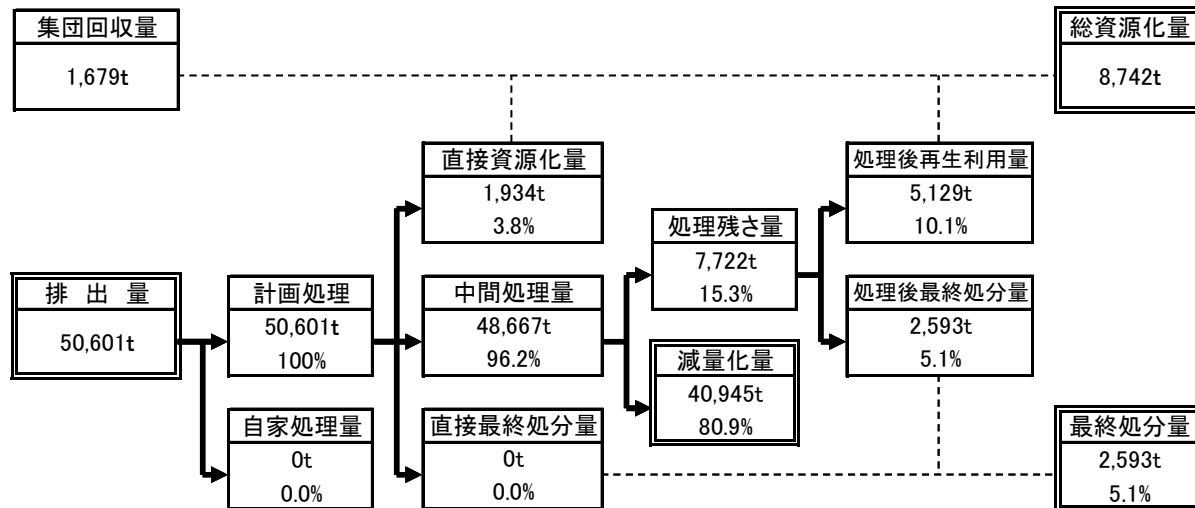 集団回収量
1,679t
総資源化量
8,742t
直接資源化量
1,934t
3.8%
処理後再生利用量
5,129t
10.1%
処理残さ量
7,722t
15.3%
排 出 量
50,601t
計画処理
50,601t
100%
中間処理量
48,667t
96.2%
処理後最終処分量
2,593t
5.1%
減量化量
40,945t
80.9%
自家処理量
0t
0.0%
直接最終処分量
0t
0.0%
最終処分量
2,593t
5.1%